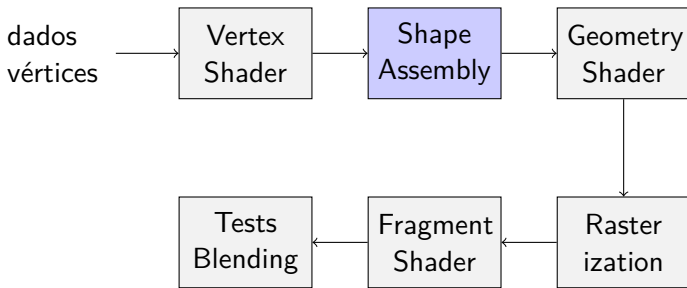 dados
vértices
Vertex
Shader
Shape
Assembly
Geometry
Shader
Tests
Blending
Fragment
Shader
Raster
ization